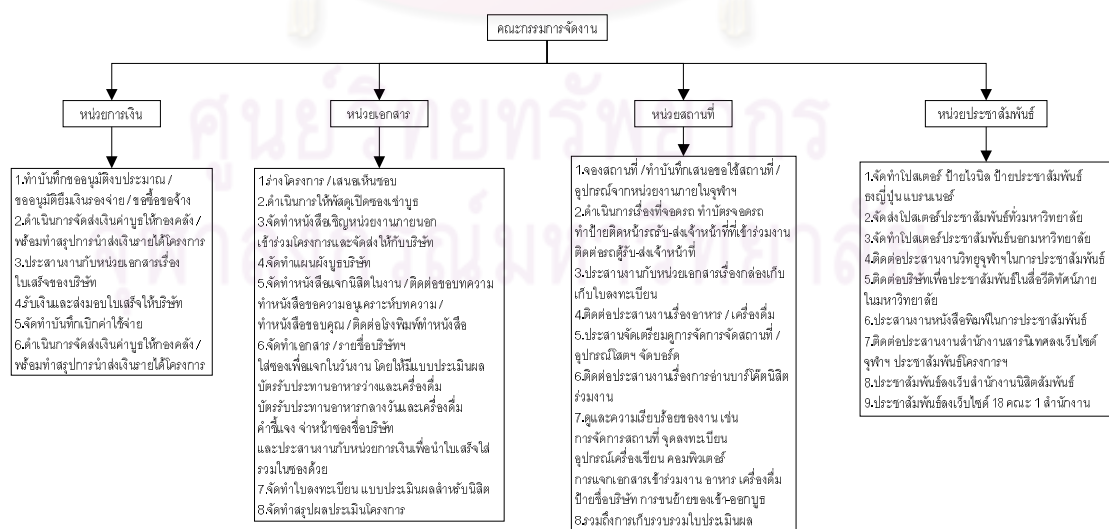 คณะกรรมการจัดงาน
หน่วยการเงิน
1.ทำบันทึกขออนุมัติงบประมาณ /
ขออนุมัติยืมเงินรองจ่าย / ขอซื้อขอจ้าง
2.ดำเนินการจัดส่งเงินค่าบูธให้กองคลัง /
พร้อมทำสรุปการนำส่งเงินรายได้โครงการ
3.ประสานงานกับหน่วยเอกสารเรื่อง
ใบเสร็จของบริษัท
4.รับเงินและส่งมอบใบเสร็จให้บริษัท
5.จัดทำบันทึกเบิกค่าใช้จ่าย
6.ดำเนินการจัดส่งเงินค่าบูธให้กองคลัง /
พร้อมทำสรุปการนำส่งเงินรายได้โครงการ
หน่วยเอกสาร
1.ร่างโครงการ / เสนอเห็นชอบ
2.ดำเนินการให้พัสดุเปิดซองเช่าบูธ
3.จัดทำหนังสือเชิญหน่วยงานภายนอก
เข้าร่วมโครงการและจัดส่งให้กับบริษัท
4.จัดทำแผนผังบูธบริษัท
5.จัดทำหนังสือแจกนิสิตในงาน / ติดต่อขอบทความ
ทำหนังสือขอความอนุเคราะห์บทความ /
ทำหนังสือขอบคุณ / ติดต่อโรงพิมพ์ทำหนังสือ
6.จัดทำเอกสาร / รายชื่อบริษัทฯ
ใส่ซองเพื่อแจกในวันงาน โดยให้มีแบบประเมินผล
บัตรรับประทานอาหารว่างและเครื่องดื่ม
บัตรรับประทานอาหารกลางวันและเครื่องดื่ม
คำชี้แจง จ่าหน้าซองชื่อบริษัท
และประสานงานกับหน่วยการเงินเพื่อนำใบเสร็จใส่
รวมในซองด้วย
7.จัดทำใบลงทะเบียน แบบประเมินผลสำหรับนิสิต
8.จัดทำสรุปผลประเมินโครงการ
หน่วยสถานที่
1.จองสถานที่ /ทำบันทึกเสนอขอใช้สถานที่ /
อุปกรณ์จากหน่วยงานภายในจุฬาฯ
2.ดำเนินการเรื่องที่จอดรถ ทำบัตรจอดรถ
ทำป้ายติดหน้ารถรับ-ส่งเจ้าหน้าที่ที่เข้าร่วมงาน
ติดต่อรถตู้รับ-ส่งเจ้าหน้าที่
3.ประสานงานกับหน่วยเอกสารเรื่องกล่องเก็บ
เก็บใบลงทะเบียน
4.ติดต่อประสานงานเรื่องอาหาร / เครื่องดื่ม
5.ประสานจัดเตรียมดูการจัดการจัดสถานที่ /
อุปกรณ์โสตฯ จัดบอร์ด
6.ติดต่อประสานงานเรื่องการอ่านบาร์โค๊ตนิสิต
ร่วมงาน
7.ดูและความเรียบร้อยของงาน เช่น
การจัดการสถานที่ จุดลงทะเบียน
อุปกรณ์เครื่องเขียน คอมพิวเตอร์
การแจกเอกสารเข้าร่วมงาน อาหาร เครื่องดื่ม
ป้ายชื่อบริษัท การขนย้ายของเข้า-ออกบูธ
8.รวมถึงการเก็บรวบรวมใบประเมินผล
หน่วยประชาสัมพันธ์
1.จัดทำโปสเตอร์ ป้ายไวนิล ป้ายประชาสัมพันธ์
ธงญี่ปุ่น แบรนเนอร์
2.จัดส่งโปสเตอร์ประชาสัมพันธ์ทั่วมหาวิทยาลัย
3.จัดทำโปสเตอร์ประชาสัมพันธ์นอกมหาวิทยาลัย
4.ติดต่อประสานงานวิทยุจุฬาฯในการประชาสัมพันธ์
5.ติดต่อบริษัทเพื่อประชาสัมพันธ์ในสื่อวีดิทัศน์ภาย
ในมหาวิทยาลัย
6.ประสานงานหนังสือพิมพ์ในการประชาสัมพันธ์
7.ติดต่อประสานงานสำนักงานสารนิเทศลงเว็บไซด์
จุฬาฯ ประชาสัมพันธ์โครงการฯ
8.ประชาสัมพันธ์ลงเว็บสำนักงานนิสิตสัมพันธ์
9.ประชาสัมพันธ์ลงเว็บไซด์ 18 คณะ 1 สำนักงาน
ศูนย์วิทยทรัพยากร